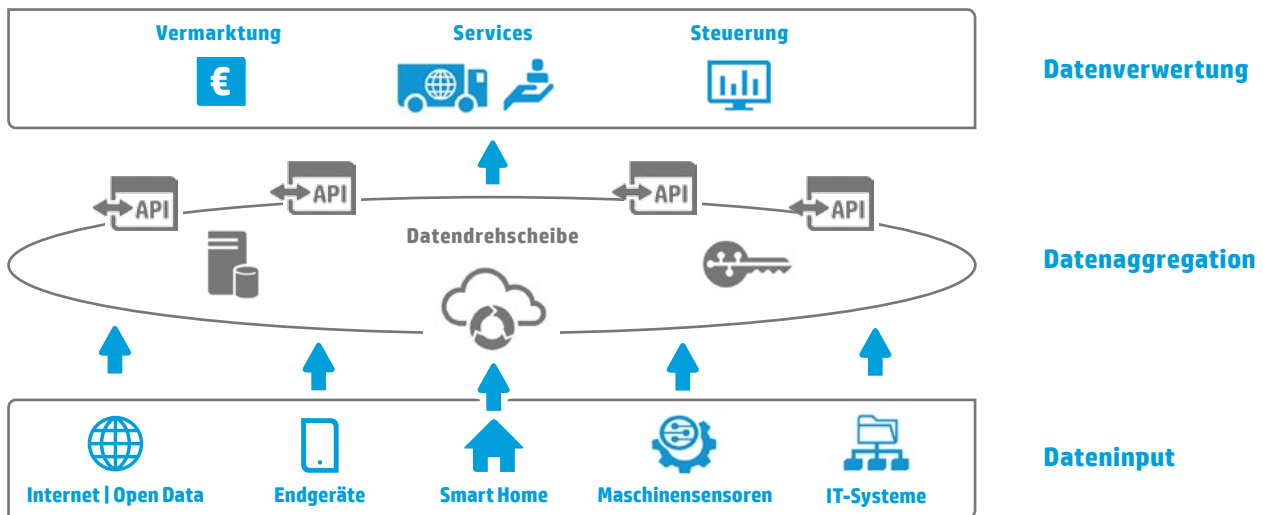 Vermarktung
Services
Steuerung
€
Datenverwertung
API
API
API
API
Datendrehscheibe
Datenaggregation
Internet | Open Data
Endgeräte
Smart Home
Maschinensensoren
IT-Systeme
Dateninput